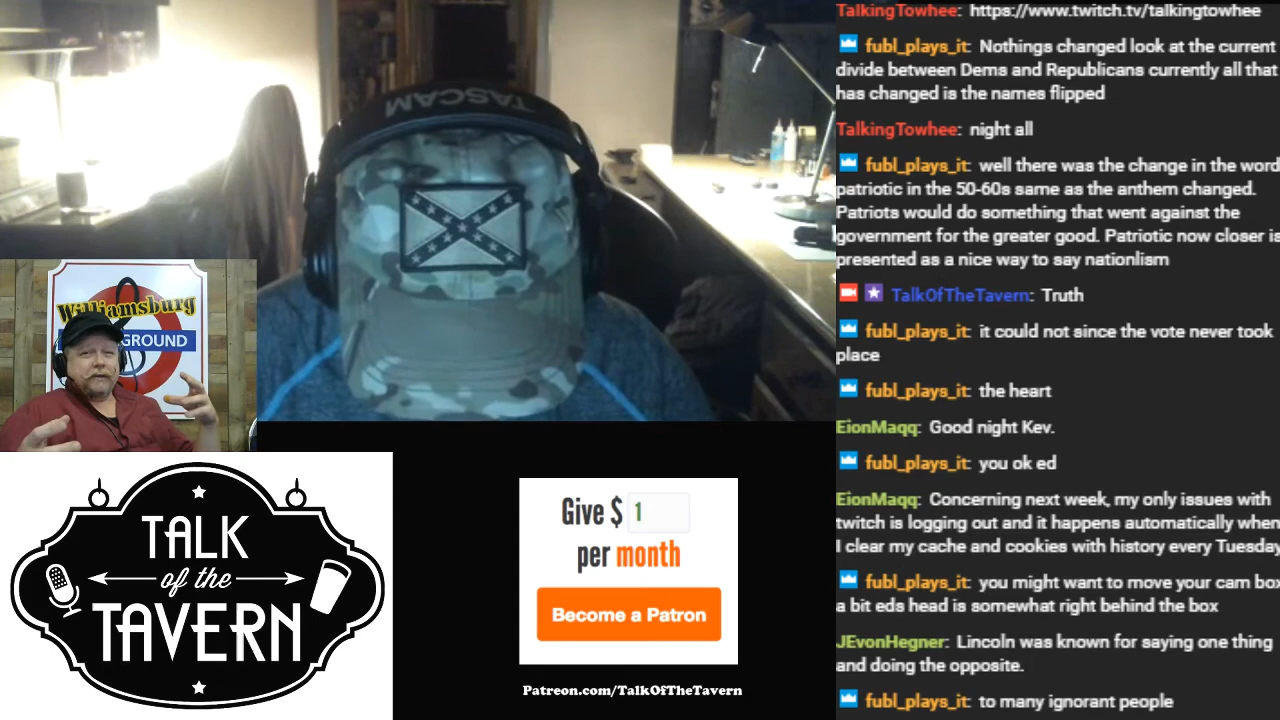 TASCAM
Williamsburg
GROUND
TALK
of the
TAVERN
Give $ 1
per month
Become a Patron
Patreon.com/TalkOfTheTavern
TalkingTowhee: https://www.twitch.tv/talkingtowhee
fubl_plays_it: Nothings changed look at the current
divide between Dems and Republicans currently all that
has changed is the names flipped
TalkingTowhee: night all
fubl_plays_it: well there was the change in the word
patriotic in the 50-60s same as the anthem changed.
Patriots would do something that went against the
government for the greater good. Patriotic now closer is
presented as a nice way to say nationlism
TalkOfTheTavern: Truth
fubl_plays_it: it could not since the vote never took
place
fubl_plays_it: the heart
EionMaqq: Good night Kev.
fubl_plays_it: you ok ed
EionMaqq: Concerning next week, my only issues with
twitch is logging out and it happens automatically when
I clear my cache and cookies with history every Tuesday
fubl_plays_it: you might want to move your cam box
a bit eds head is somewhat right behind the box
JEvonHegner: Lincoln was known for saying one thing
and doing the opposite.
fubl_plays_it: to many ignorant people